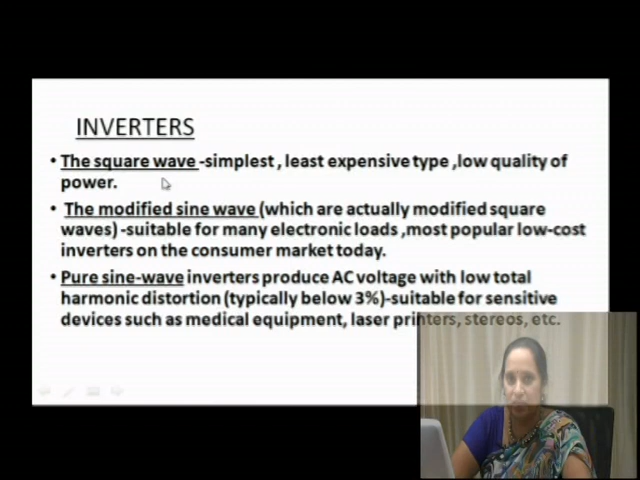 INVERTERS
• The square wave -simplest , least expensive type ,low quality of
power.
• The modified sine wave (which are actually modified square
waves) -suitable for many electronic loads ,most popular low-cost
inverters on the consumer market today.
• Pure sine-wave inverters produce AC voltage with low total
harmonic distortion (typically below 3%)-suitable for sensitive
devices such as medical equipment, laser printers, stereos, etc.